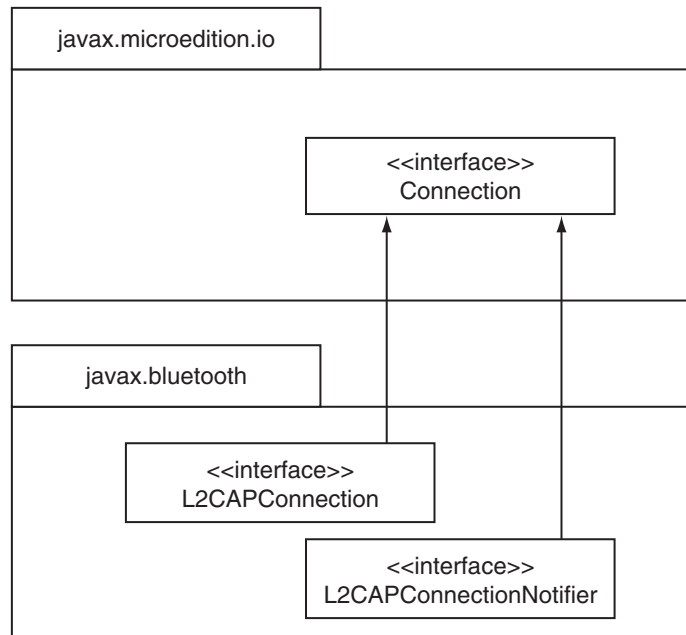 javax.microedition.io
<<interface>>
Connection
javax.bluetooth
<<interface>>
L2CAPConnection
<<interface>>
L2CAPConnectionNotifier